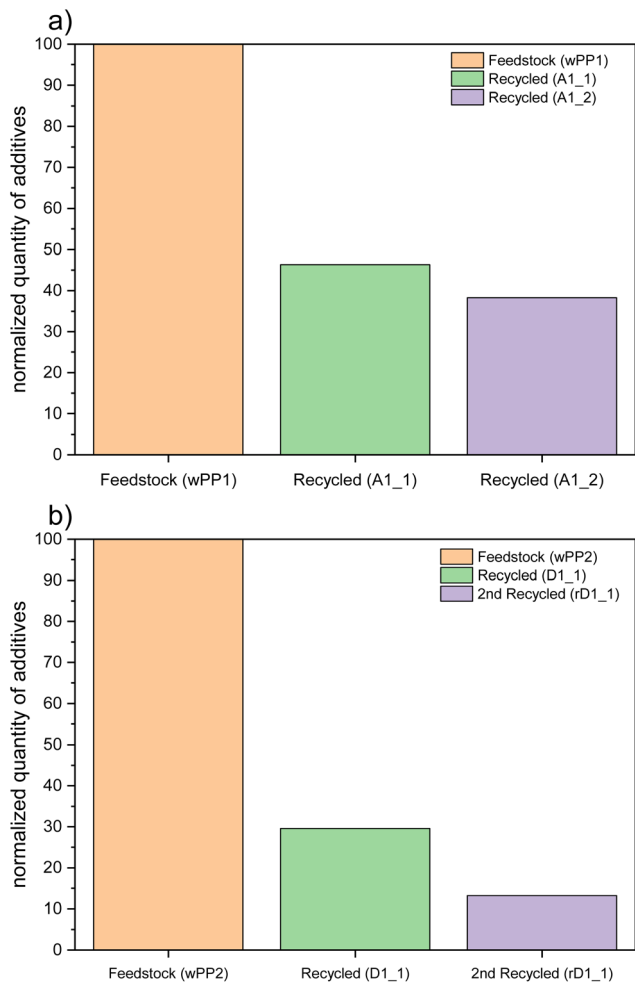 a)
normalized quantity of additives
100
90
80
70
60
50
40
30
20
10
0
Feedstock (wPP1)
Recycled (A1_1)
Recycled (A1_2)
Feedstock (wPP1) Recycled (A1_1) Recycled (A1_2)
b)
normalized quantity of additives
100
90
80
70
60
50
40
30
20
10
0
Feedstock (wPP2)
Recycled (D1_1)
2nd Recycled (rD1_1)
Feedstock (wPP2) Recycled (D1_1) 2nd Recycled (rD1_1)